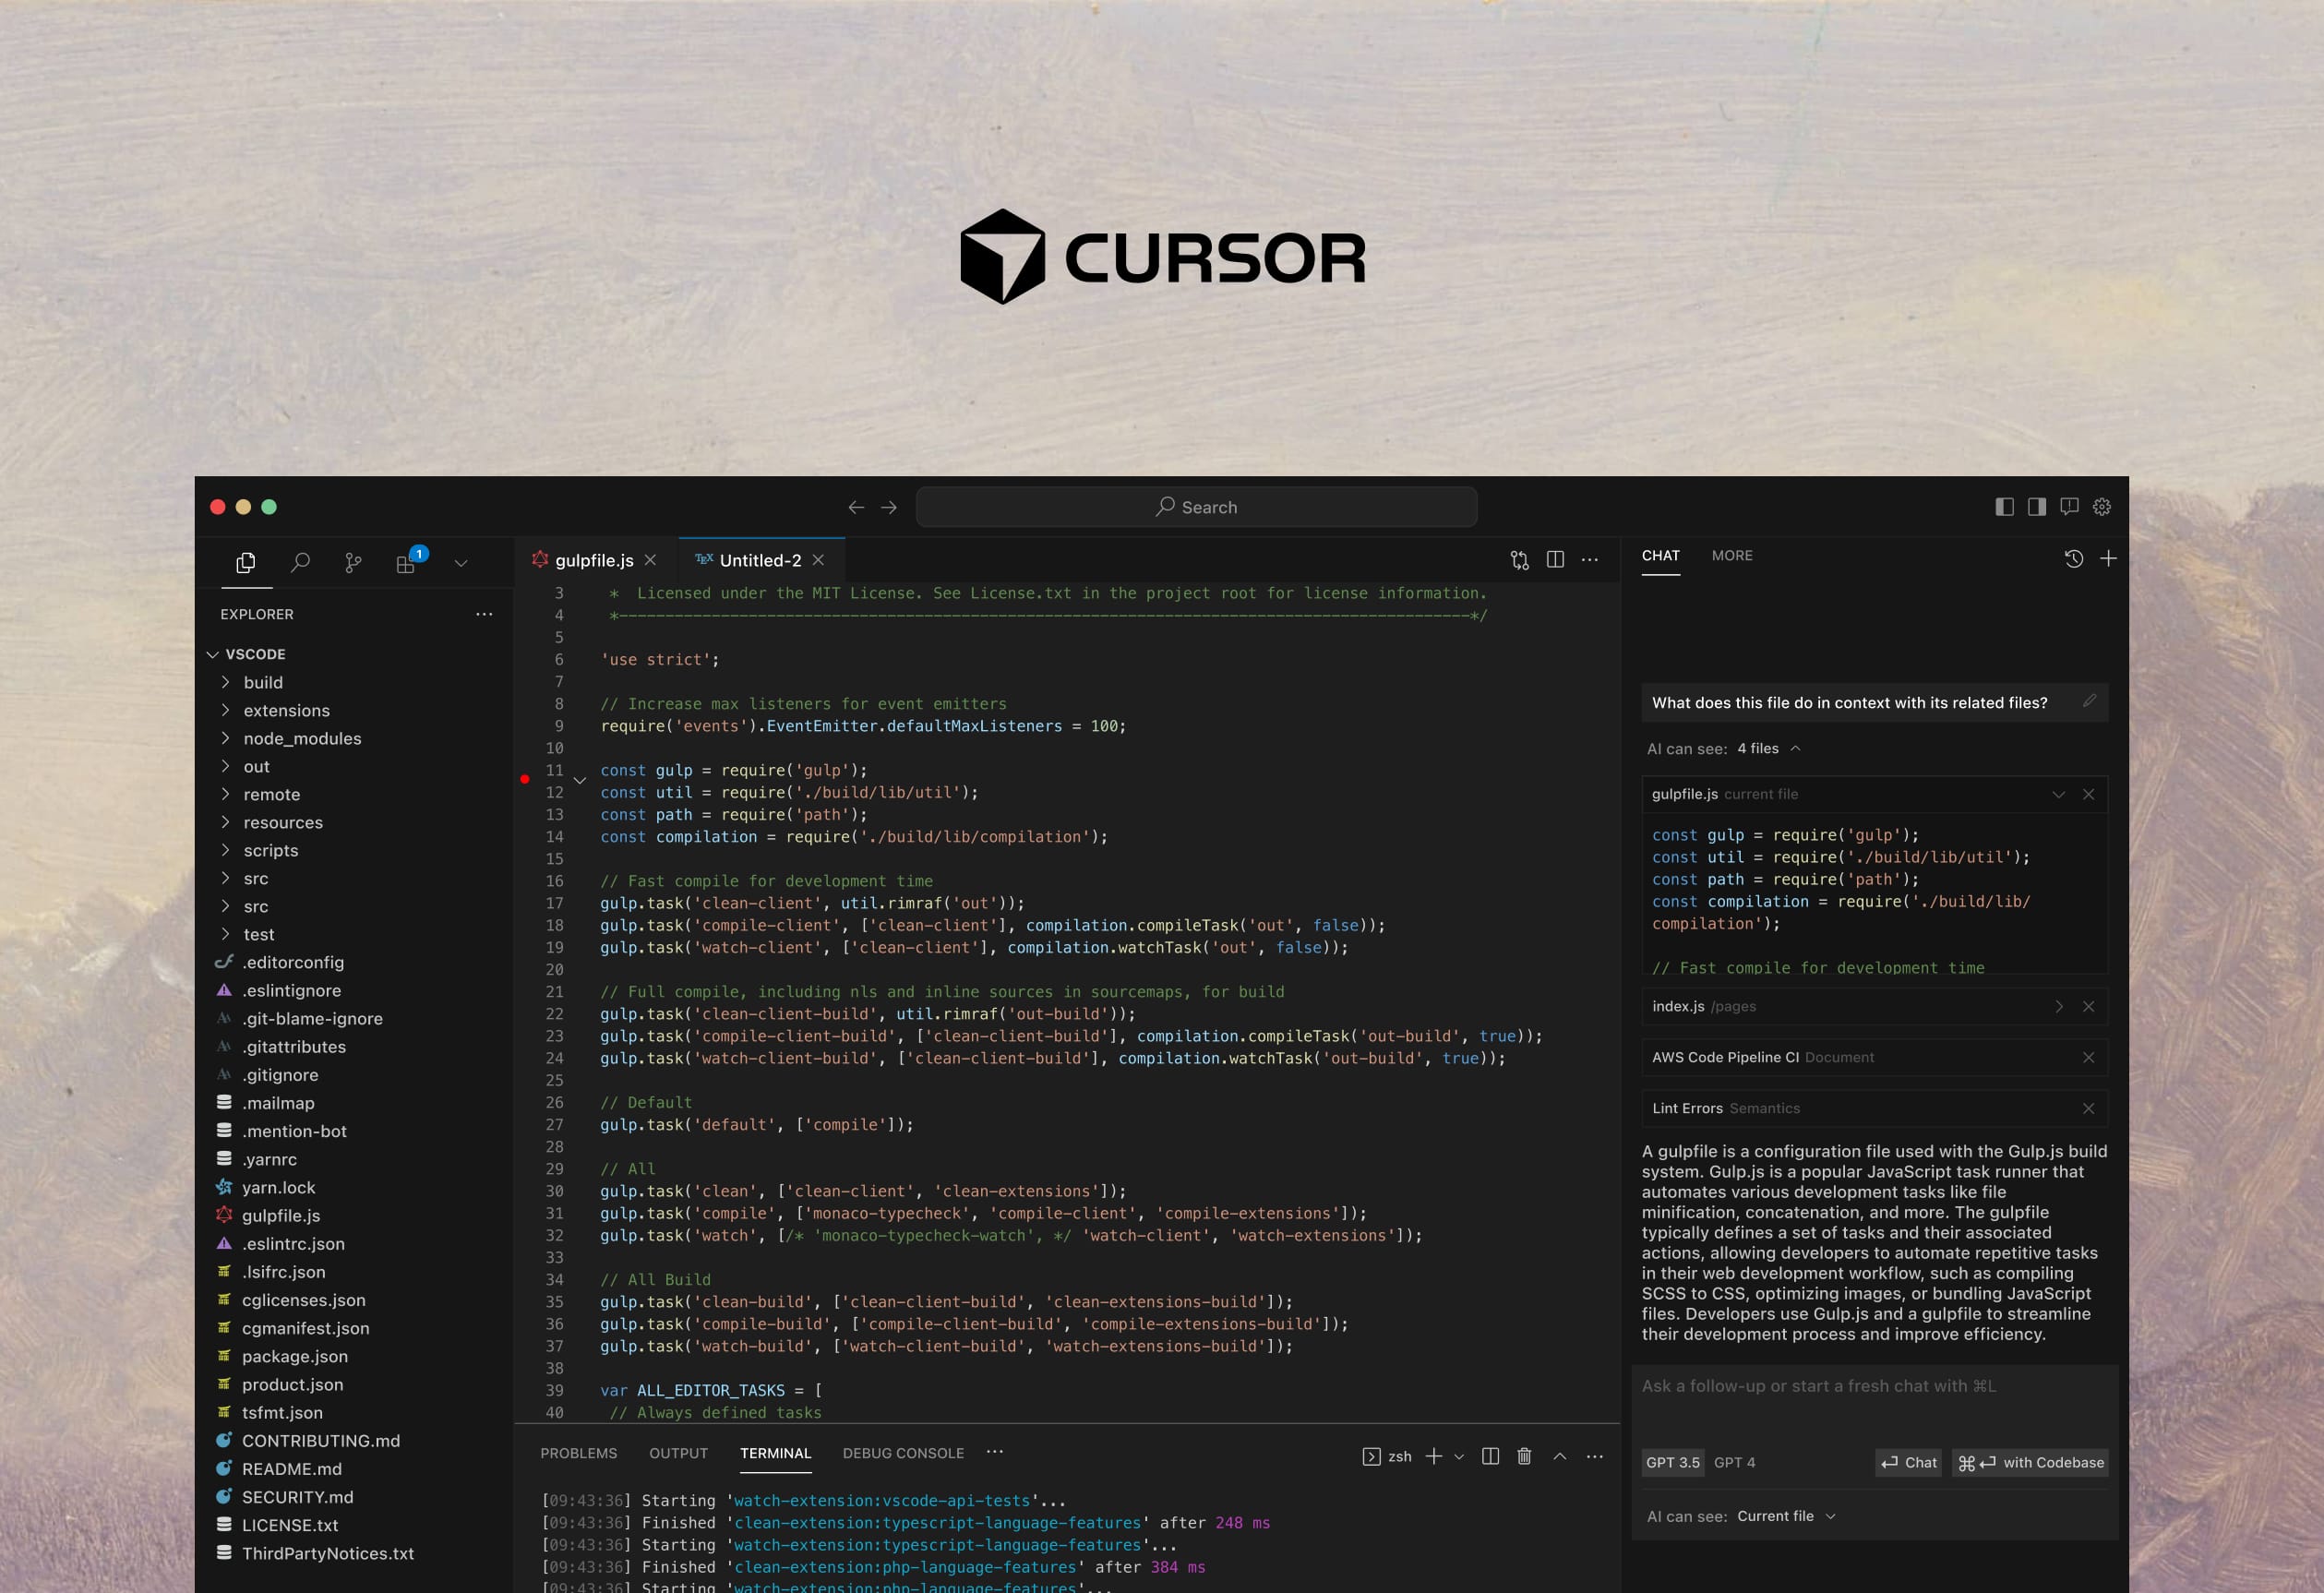 CURSOR
Search
1
gulpfile.js
TEX Untitled-2
CHAT MORE
EXPLORER
VSCODE
build
extensions
node_modules
out
remote
resources
scripts
src
src
test
.editorconfig
.eslintignore
.git-blame-ignore
.gitattributes
.gitignore
.mailmap
.mention-bot
.yarnrc
yarn.lock
gulpfile.js
.eslintrc.json
.lsifrc.json
cglicenses.json
cgmanifest.json
package.json
product.json
tsfmt.json
CONTRIBUTING.md
README.md
SECURITY.md
LICENSE.txt
ThirdPartyNotices.txt
3 * Licensed under the MIT License. See License.txt in the project root for license information.
4 *--------------------------------------------------------------------------------------------*/
5
6 'use strict';
7
8 // Increase max listeners for event emitters
9 require('events').EventEmitter.defaultMaxListeners = 100;
10
11 const gulp = require('gulp');
12 const util = require('./build/lib/util');
13 const path = require('path');
14 const compilation = require('./build/lib/compilation');
15
16 // Fast compile for development time
17 gulp.task('clean-client', util.rimraf('out'));
18 gulp.task('compile-client', ['clean-client'], compilation.compileTask('out', false));
19 gulp.task('watch-client', ['clean-client'], compilation.watchTask('out', false));
20
21 // Full compile, including nls and inline sources in sourcemaps, for build
22 gulp.task('clean-client-build', util.rimraf('out-build'));
23 gulp.task('compile-client-build', ['clean-client-build'], compilation.compileTask('out-build', true));
24 gulp.task('watch-client-build', ['clean-client-build'], compilation.watchTask('out-build', true));
25
26 // Default
27 gulp.task('default', ['compile']);
28
29 // All
30 gulp.task('clean', ['clean-client', 'clean-extensions']);
31 gulp.task('compile', ['monaco-typecheck', 'compile-client', 'compile-extensions']);
32 gulp.task('watch', [/* 'monaco-typecheck-watch', */ 'watch-client', 'watch-extensions']);
33
34 // All Build
35 gulp.task('clean-build', ['clean-client-build', 'clean-extensions-build']);
36 gulp.task('compile-build', ['compile-client-build', 'compile-extensions-build']);
37 gulp.task('watch-build', ['watch-client-build', 'watch-extensions-build']);
38
39 var ALL_EDITOR_TASKS = [
40 // Always defined tasks
PROBLEMS OUTPUT TERMINAL DEBUG CONSOLE ... zsh
[09:43:36] Starting 'watch-extension:vscode-api-tests'...
[09:43:36] Finished 'clean-extension:typescript-language-features' after 248 ms
[09:43:36] Starting 'watch-extension:typescript-language-features'...
[09:43:36] Finished 'clean-extension:php-language-features' after 384 ms
[09:43:36] Starting 'watch-extension:php-language-features'...
What does this file do in context with its related files?
AI can see: 4 files
gulpfile.js current file
const gulp = require('gulp');
const util = require('./build/lib/util');
const path = require('path');
const compilation = require('./build/lib/
compilation');
// Fast compile for development time
index.js /pages
AWS Code Pipeline CI Document
Lint Errors Semantics
A gulpfile is a configuration file used with the Gulp.js build
system. Gulp.js is a popular JavaScript task runner that
automates various development tasks like file
minification, concatenation, and more. The gulpfile
typically defines a set of tasks and their associated
actions, allowing developers to automate repetitive tasks
in their web development workflow, such as compiling
SCSS to CSS, optimizing images, or bundling JavaScript
files. Developers use Gulp.js and a gulpfile to streamline
their development process and improve efficiency.
Ask a follow-up or start a fresh chat with ⌘L
GPT 3.5 GPT 4 Chat ⌘ with Codebase
AI can see: Current file